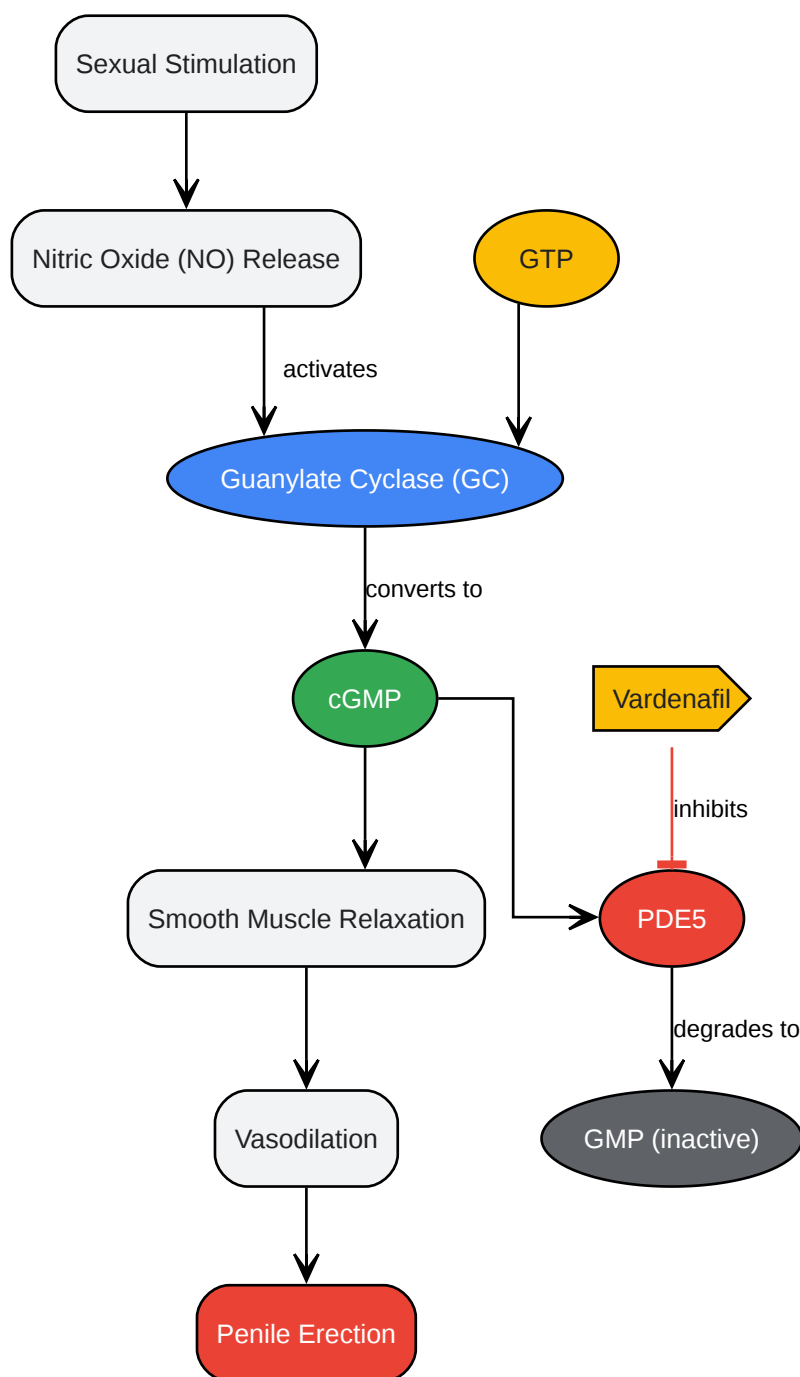 Sexual Stimulation
Nitric Oxide (NO) Release
GTP
activates
Guanylate Cyclase (GC)
converts to
cGMP
Vardenafil
inhibits
Smooth Muscle Relaxation
PDE5
degrades to
Vasodilation
GMP (inactive)
Penile Erection